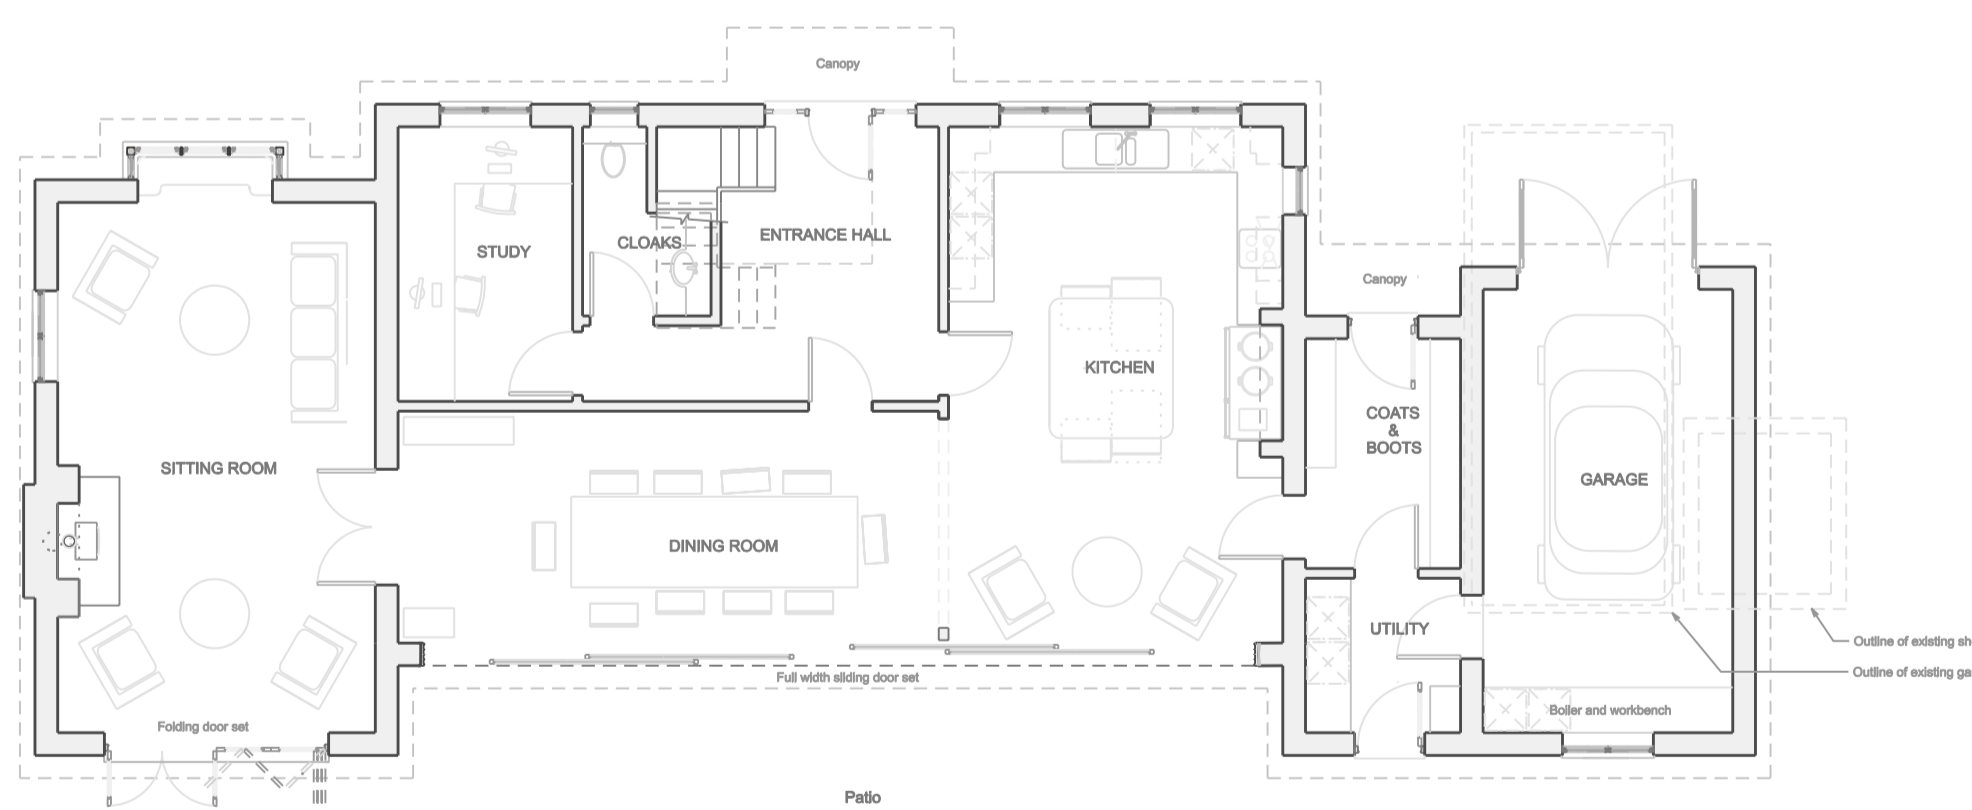 Canopy
STUDY
CLOAKS
ENTRANCE HALL
Canopy
KITCHEN
COATS
&
BOOTS
SITTING ROOM
GARAGE
DINING ROOM
UTILITY
Outline of existing sh
Outline of existing ga
Full width sliding door set
Boiler and workbench
Folding door set
Patio